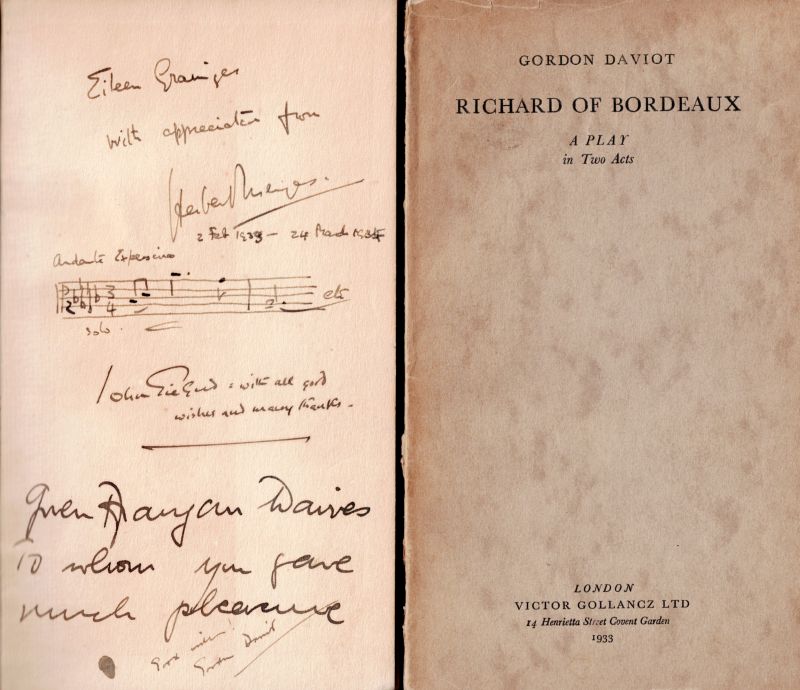 Eileen Grainger
with appreciation from
Herbert Menges.
2 Feb 1933 – 24 March 1934
Andante Espressivo
3
4
etc
solo.
John Gielgud : with all good
wishes and many thanks.
Gwen Ffrangcon Davies
To whom you gave
much pleasure
Good wishes!
Gordon Daviot
GORDON DAVIOT
RICHARD OF BORDEAUX
A PLAY
in Two Acts
LONDON
VICTOR GOLLANCZ LTD
14 Henrietta Street Covent Garden
1933